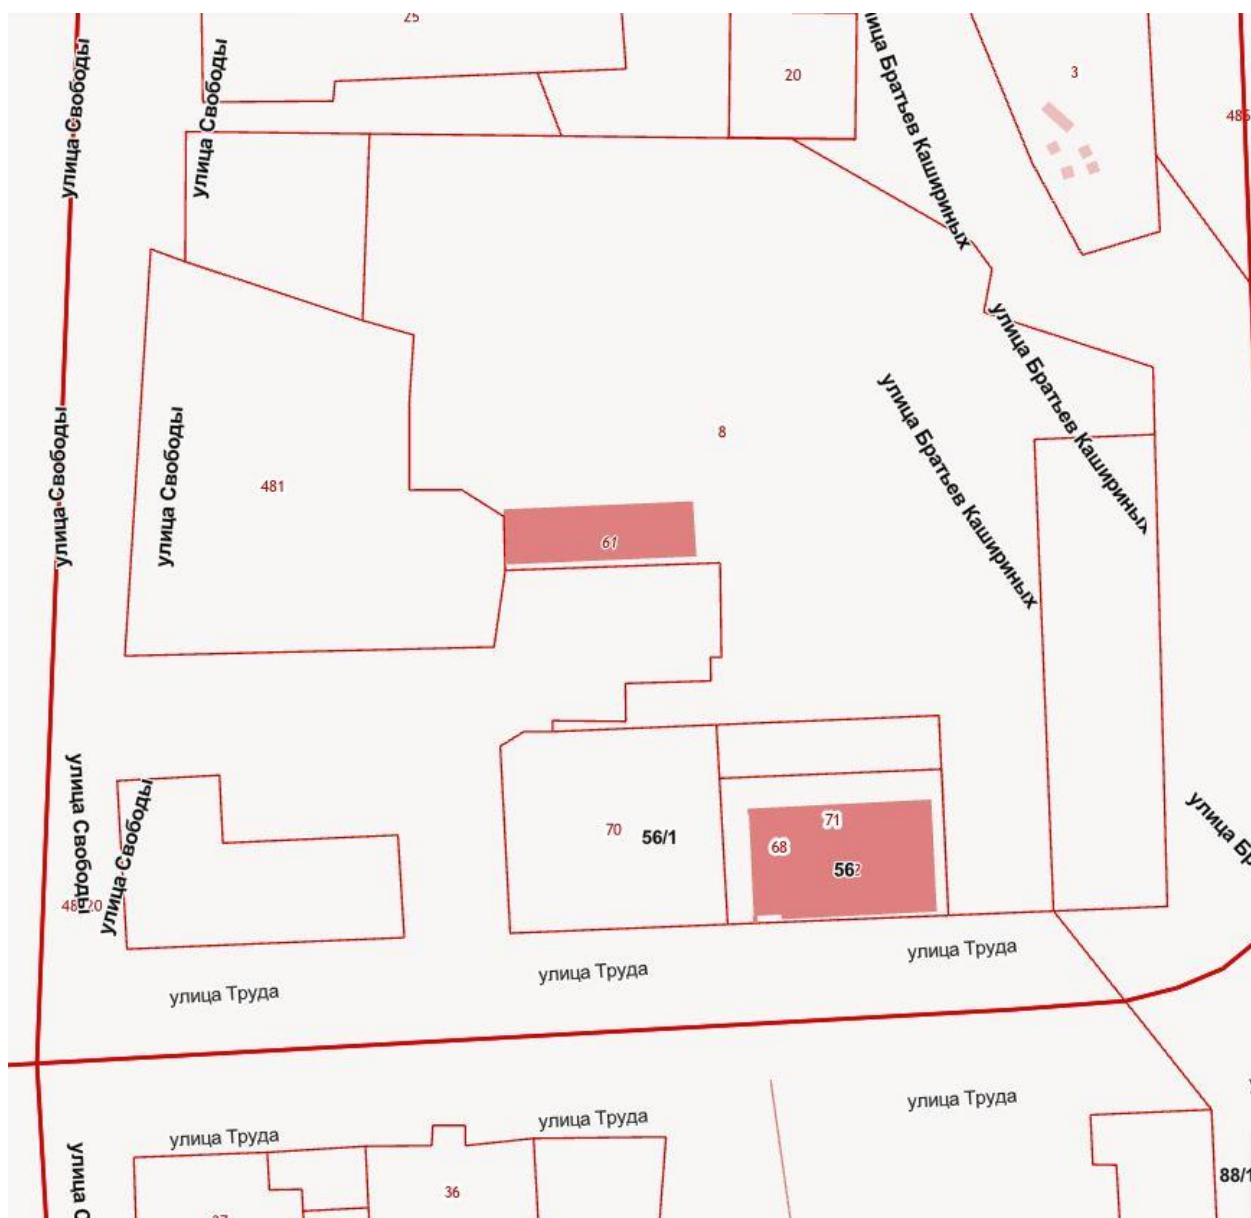 25
улица Свободы
улица Свободы
20
улица Братьев Кашириных
3
улица Братьев Кашириных
улица Братьев Кашириных
8
улица Свободы
улица Свободы
481
61
улица Свободы
улица Свободы
70
56/1
71
68
56
улица Труда
улица Труда
улица Труда
улица Труда
улица Труда
улица Труда
36
88/1